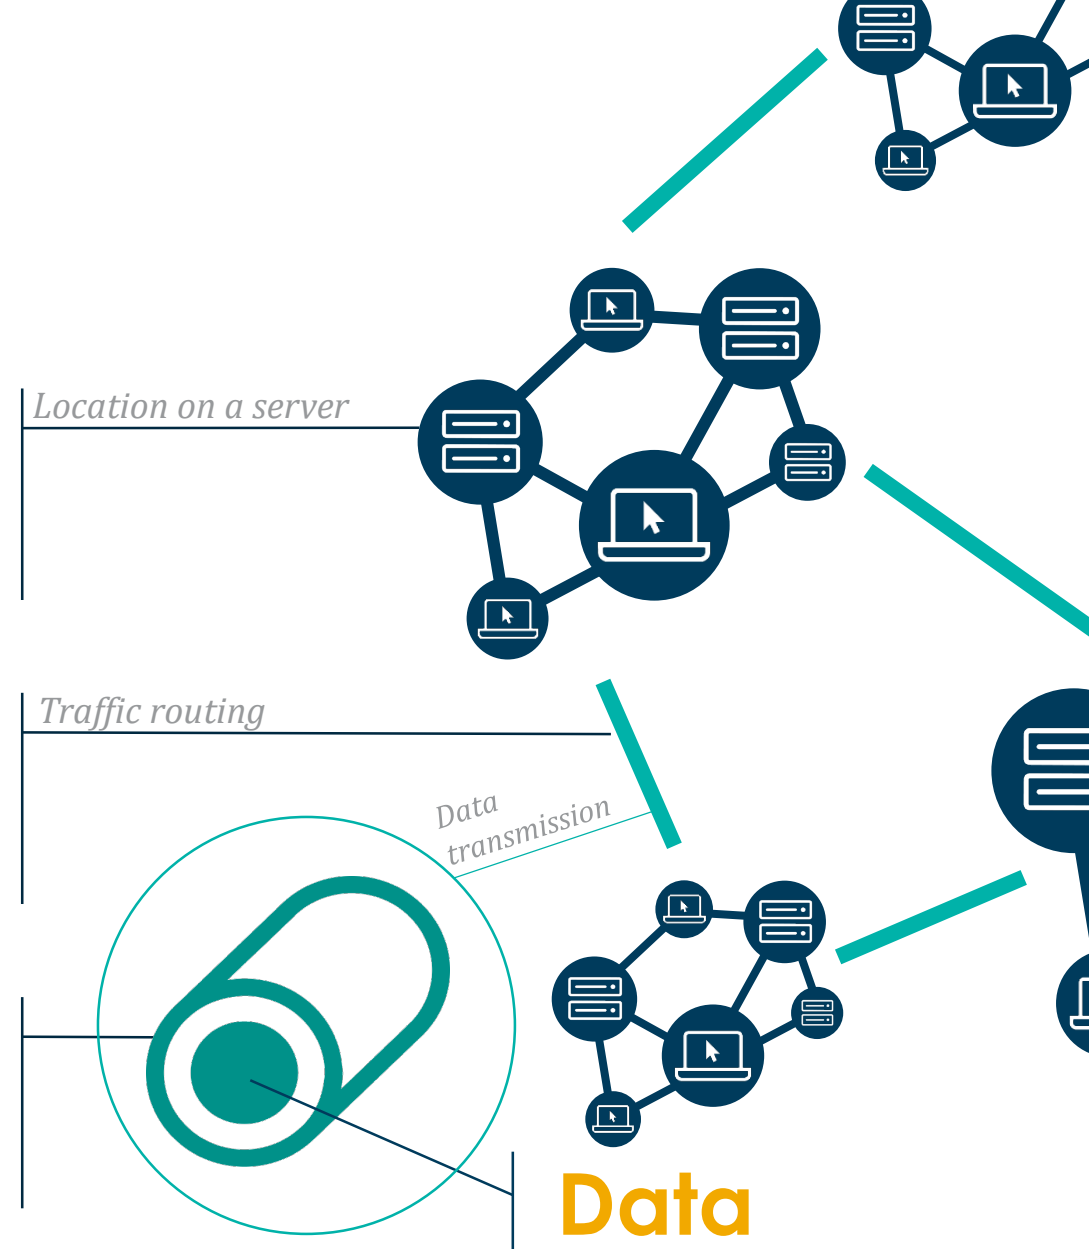 Location on a server
Traffic routing
Data
transmission
Data